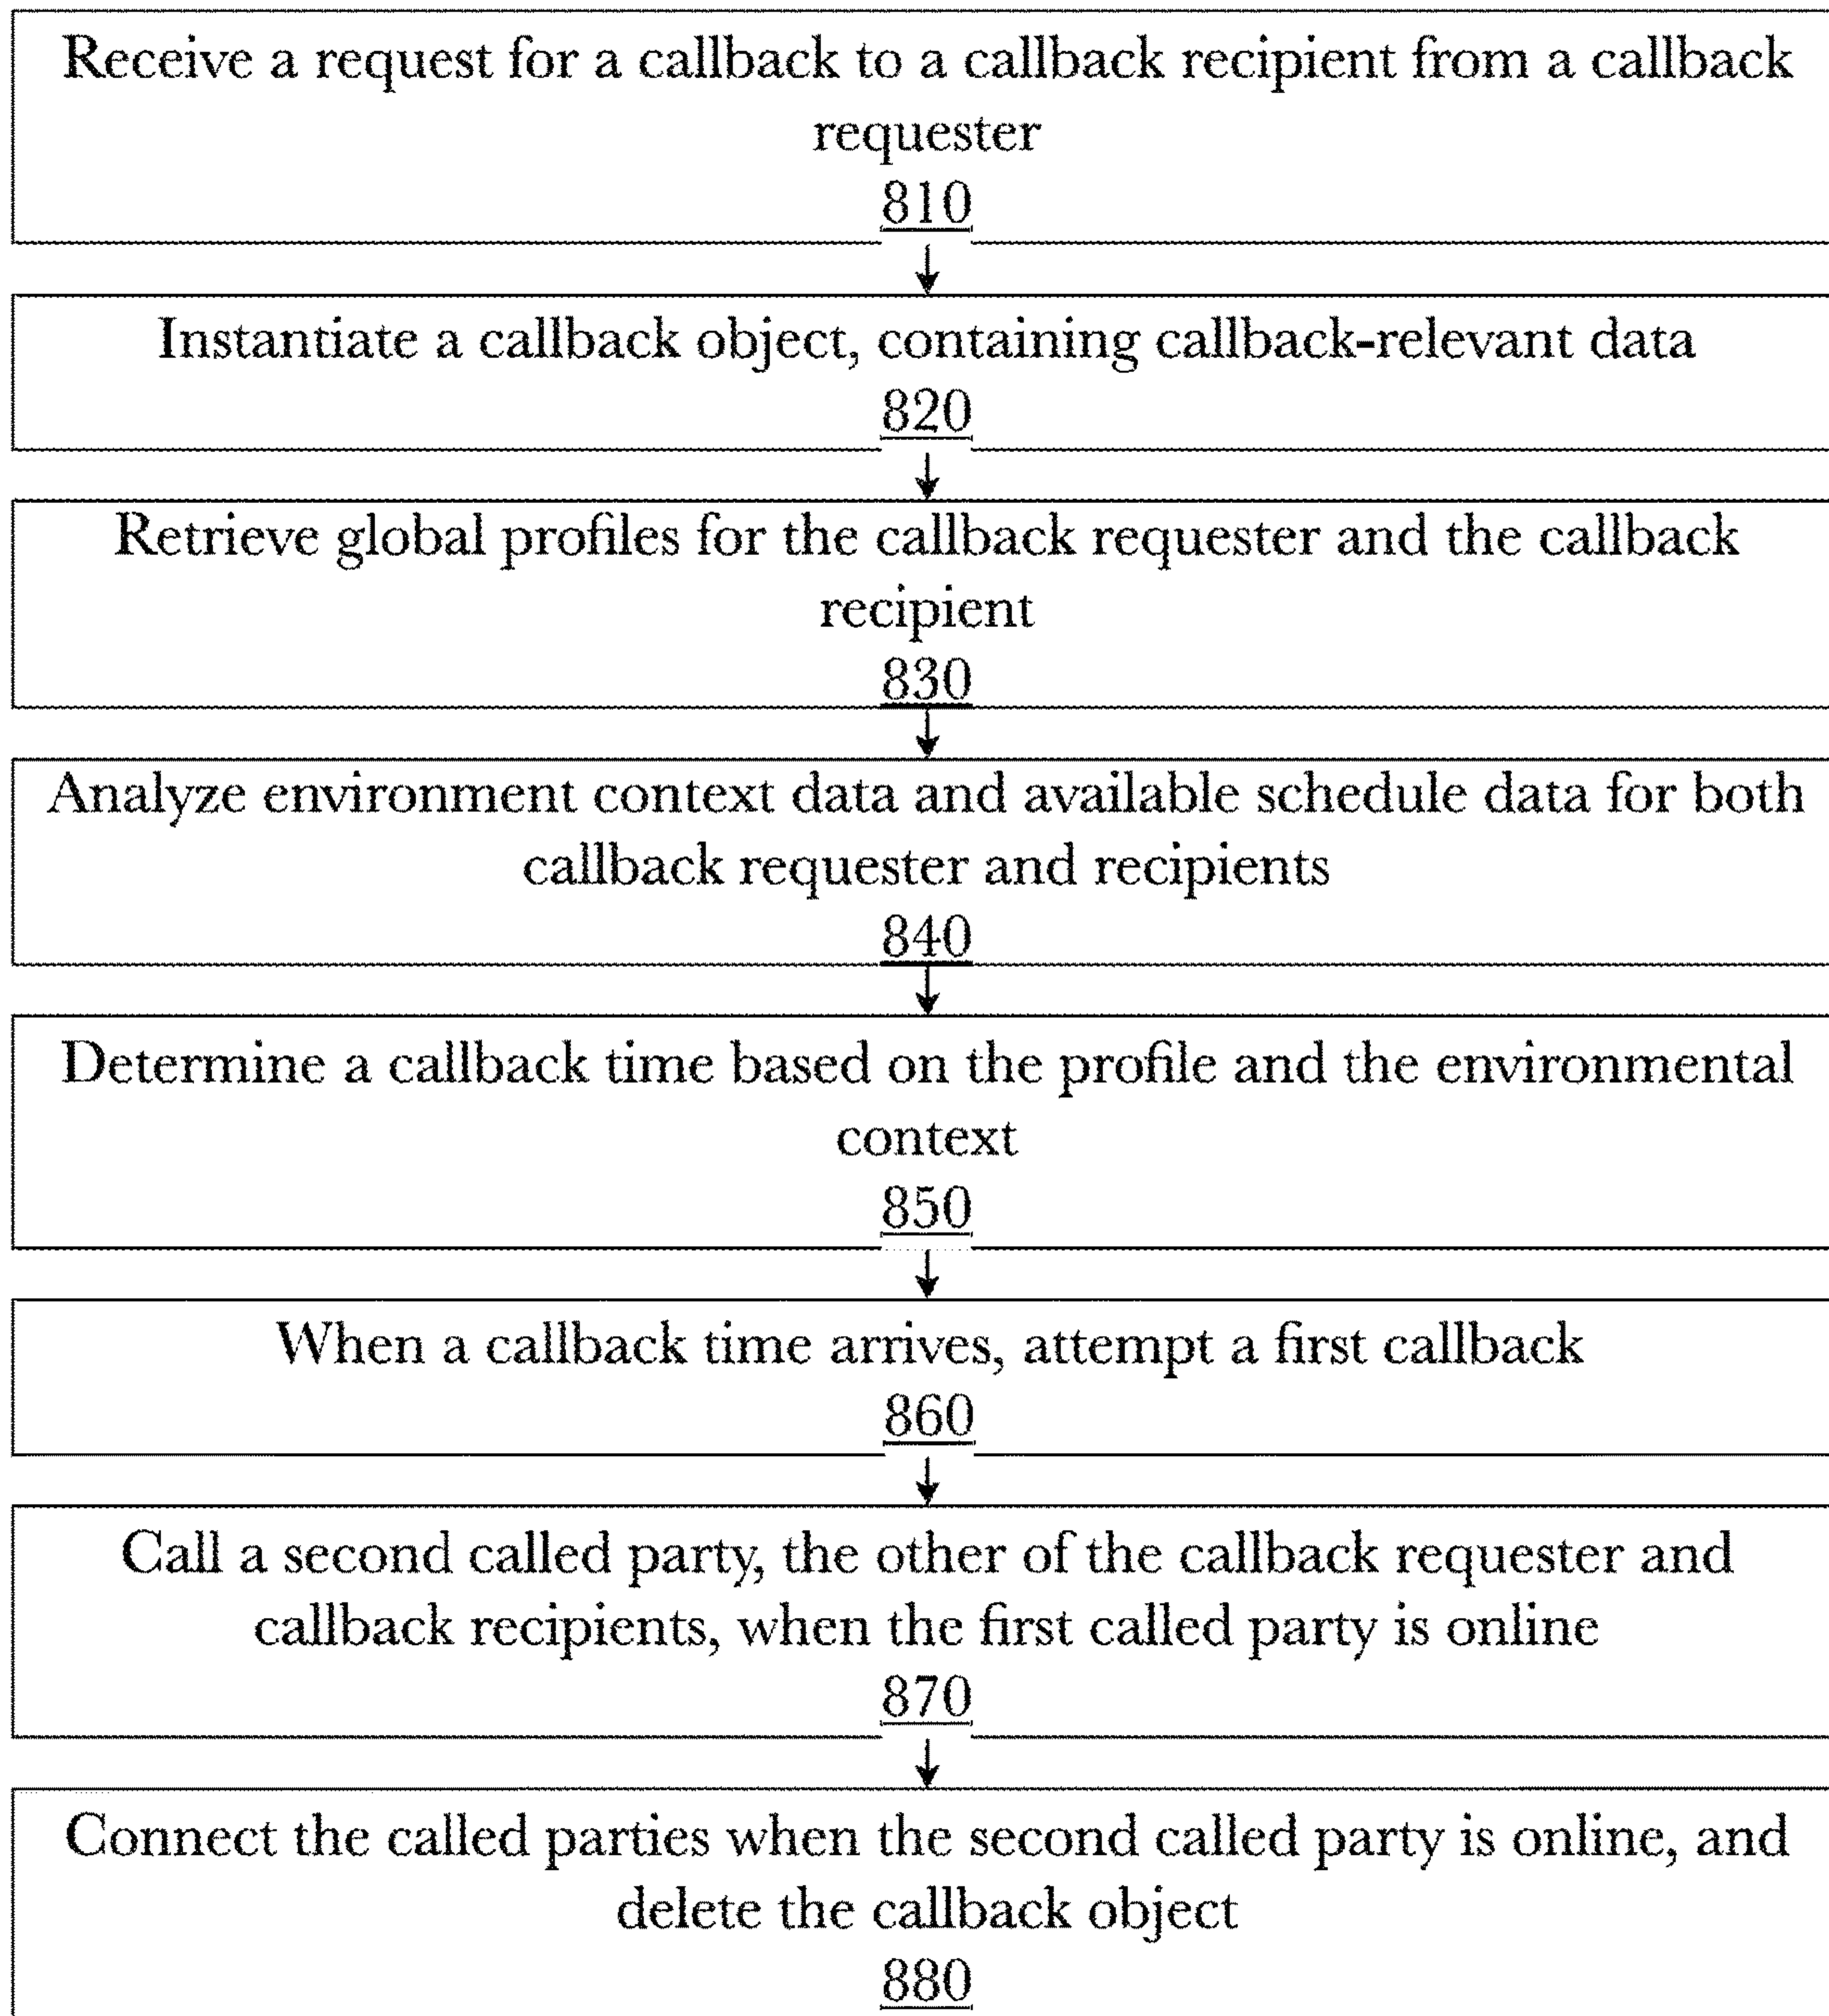 Receive a request for a callback to a callback recipient from a callback
requester
810
Instantiate a callback object, containing callback-relevant data
820
Retrieve global profiles for the callback requester and the callback
recipient
830
Analyze environment context data and available schedule data for both
callback requester and recipients
840
Determine a callback time based on the profile and the environmental
context
850
When a callback time arrives, attempt a first callback
860
Call a second called party, the other of the callback requester and
callback recipients, when the first called party is online
870
Connect the called parties when the second called party is online, and
delete the callback object
880